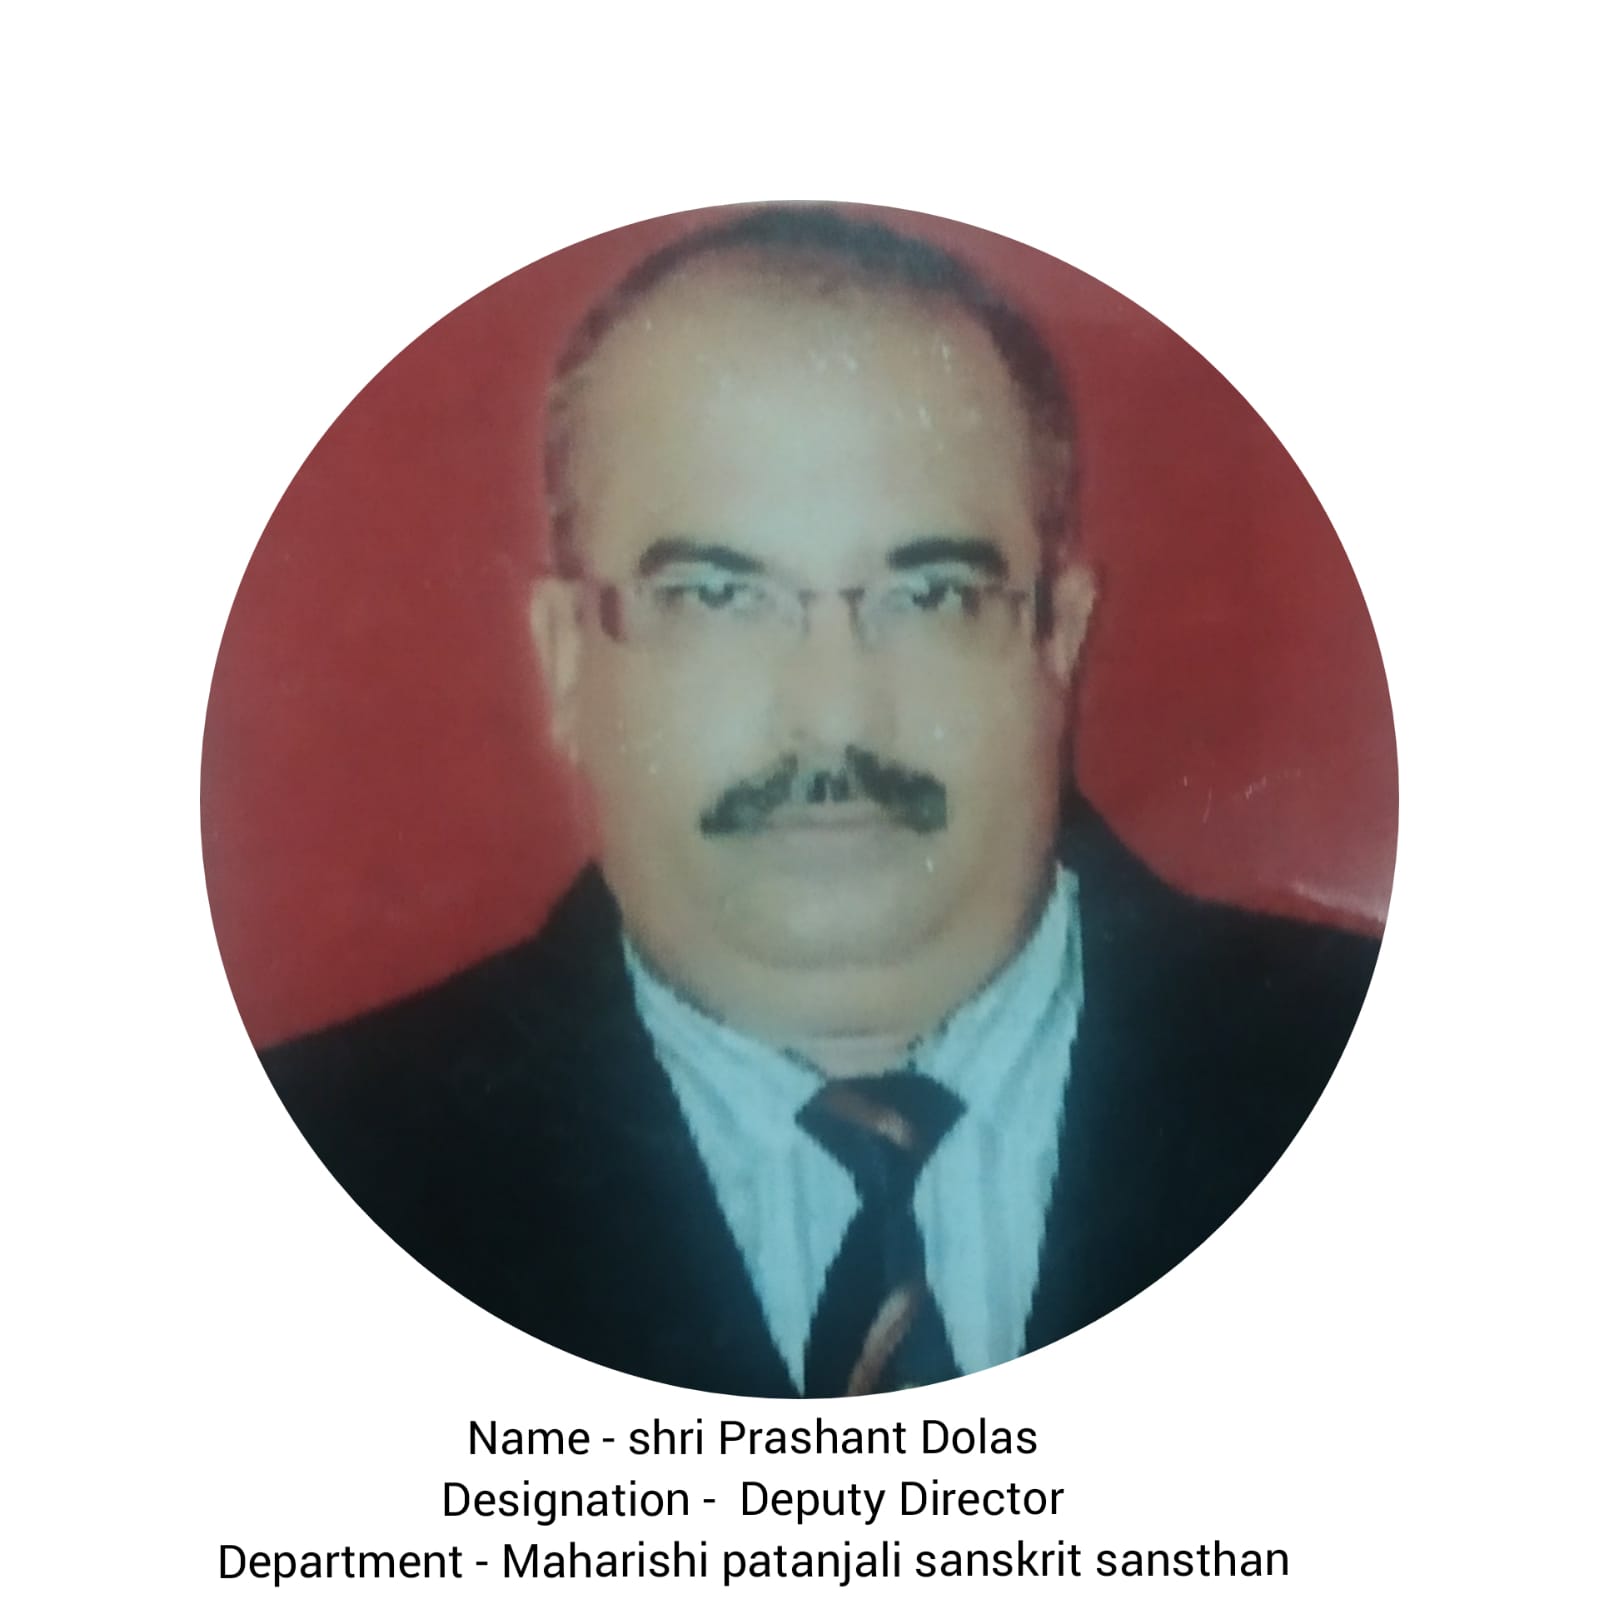 Name - shri Prashant Dolas
Designation -  Deputy Director
Department - Maharishi patanjali sanskrit sansthan